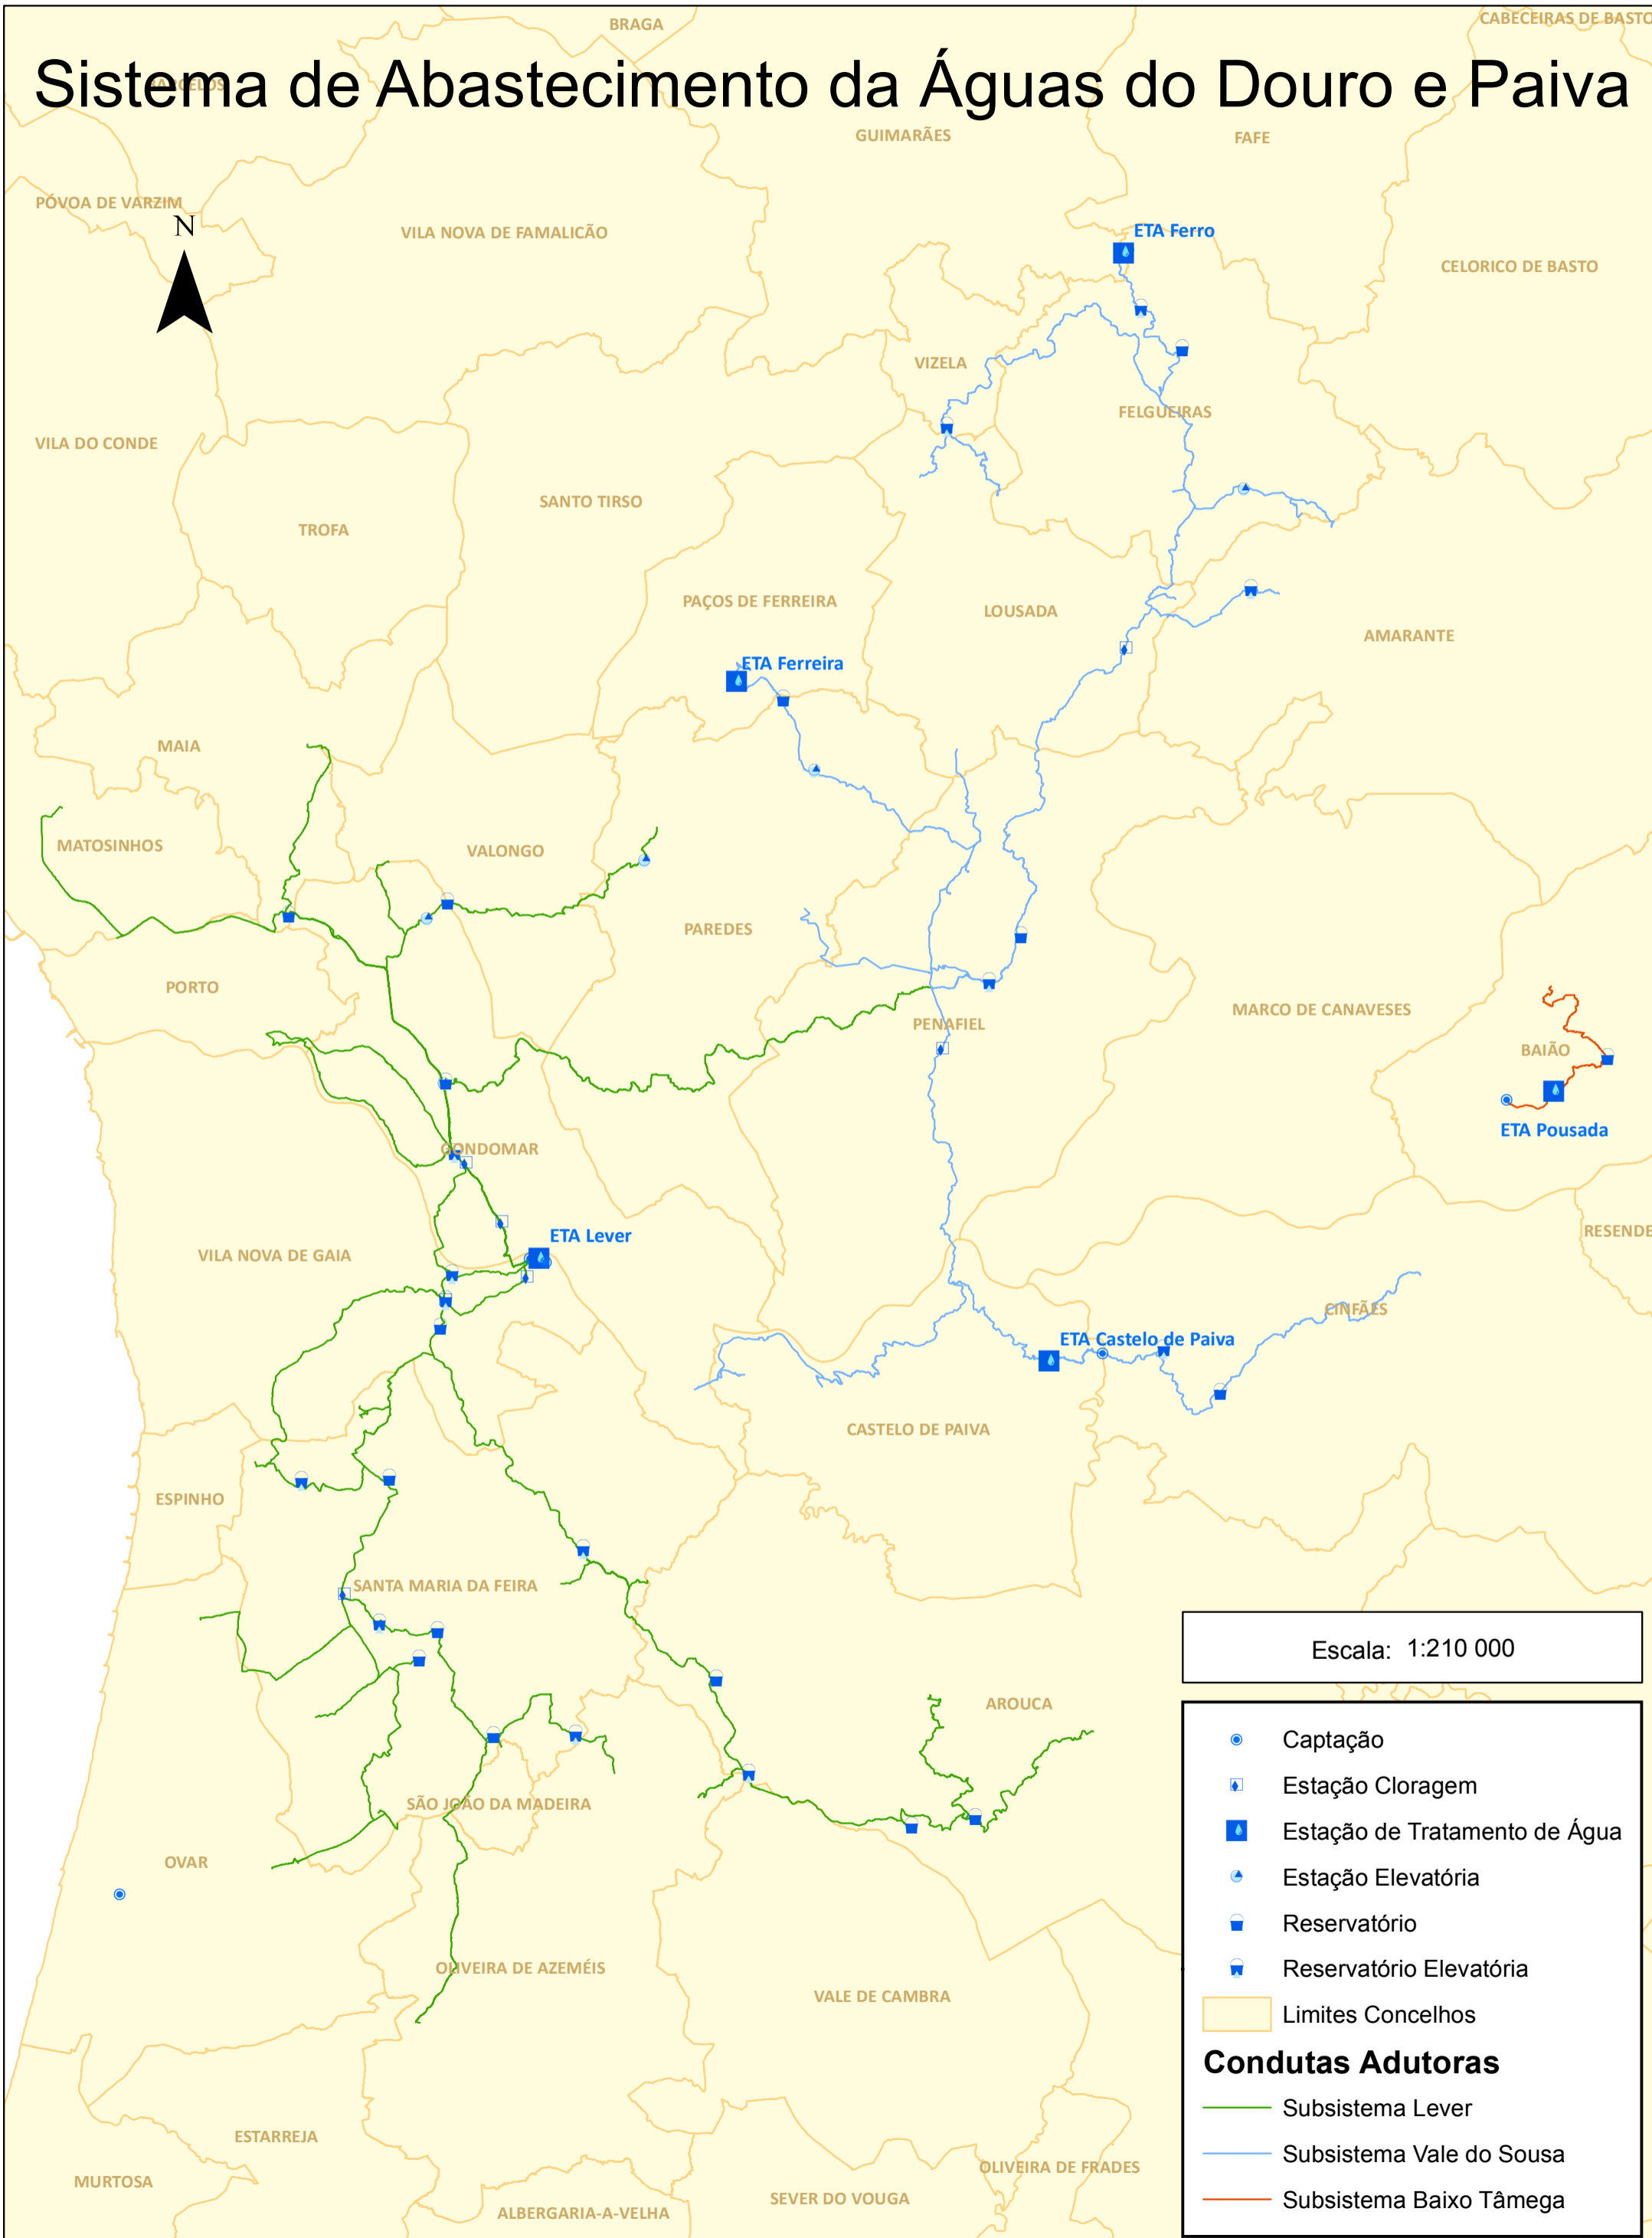 BRAGA
CABECEIRAS DE BASTO
Sistema de Abastecimento da Águas do Douro e Paiva
BARCELOS
GUIMARÃES
FAFE
PÓVOA DE VARZIM
N
VILA NOVA DE FAMALICÃO
ETA Ferro
CELORICO DE BASTO
VIZELA
FELGUEIRAS
VILA DO CONDE
SANTO TIRSO
TROFA
PAÇOS DE FERREIRA
LOUSADA
AMARANTE
ETA Ferreira
MAIA
MATOSINHOS
VALONGO
PAREDES
PORTO
PENAFIEL
MARCO DE CANAVESES
BAIÃO
ETA Pousada
GONDOMAR
RESENDE
ETA Lever
VILA NOVA DE GAIA
CINFÃES
ETA Castelo de Paiva
CASTELO DE PAIVA
ESPINHO
SANTA MARIA DA FEIRA
AROUCA
SÃO JOÃO DA MADEIRA
OVAR
OLIVEIRA DE AZEMÉIS
VALE DE CAMBRA
ESTARREJA
MURTOSA
OLIVEIRA DE FRADES
SEVER DO VOUGA
ALBERGARIA-A-VELHA
Escala: 1:210 000
Captação
Estação Cloragem
Estação de Tratamento de Água
Estação Elevatória
Reservatório
Reservatório Elevatória
Limites Concelhos
Condutas Adutoras
Subsistema Lever
Subsistema Vale do Sousa
Subsistema Baixo Tâmega